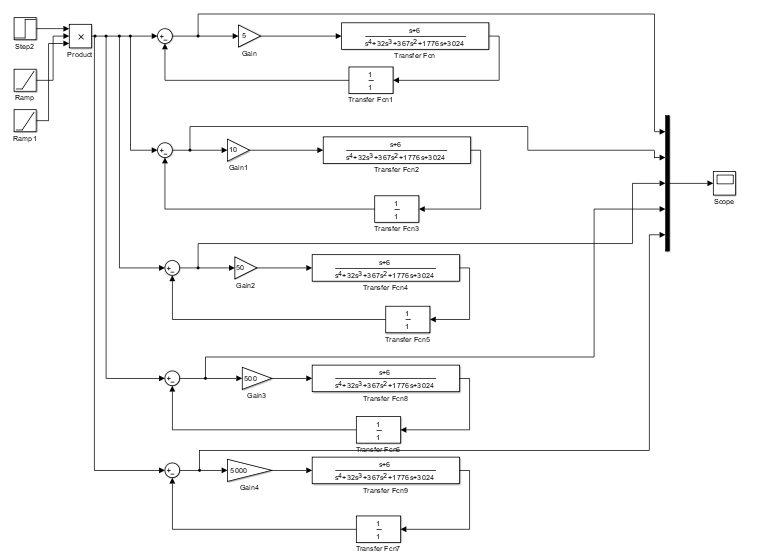 Step2
×
Product
Ramp
Ramp1
+
−
5
Gain
s+6
s⁴+32s³+367s²+1776s+3024
Transfer Fcn
1
1
Transfer Fcn1
+
−
10
Gain1
s+6
s⁴+32s³+367s²+1776s+3024
Transfer Fcn2
1
1
Transfer Fcn3
Scope
+
−
50
Gain2
s+6
s⁴+32s³+367s²+1776s+3024
Transfer Fcn4
1
1
Transfer Fcn5
+
−
500
Gain3
s+6
s⁴+32s³+367s²+1776s+3024
Transfer Fcn8
1
1
Transfer Fcn6
+
−
5000
Gain4
s+6
s⁴+32s³+367s²+1776s+3024
Transfer Fcn9
1
1
Transfer Fcn7